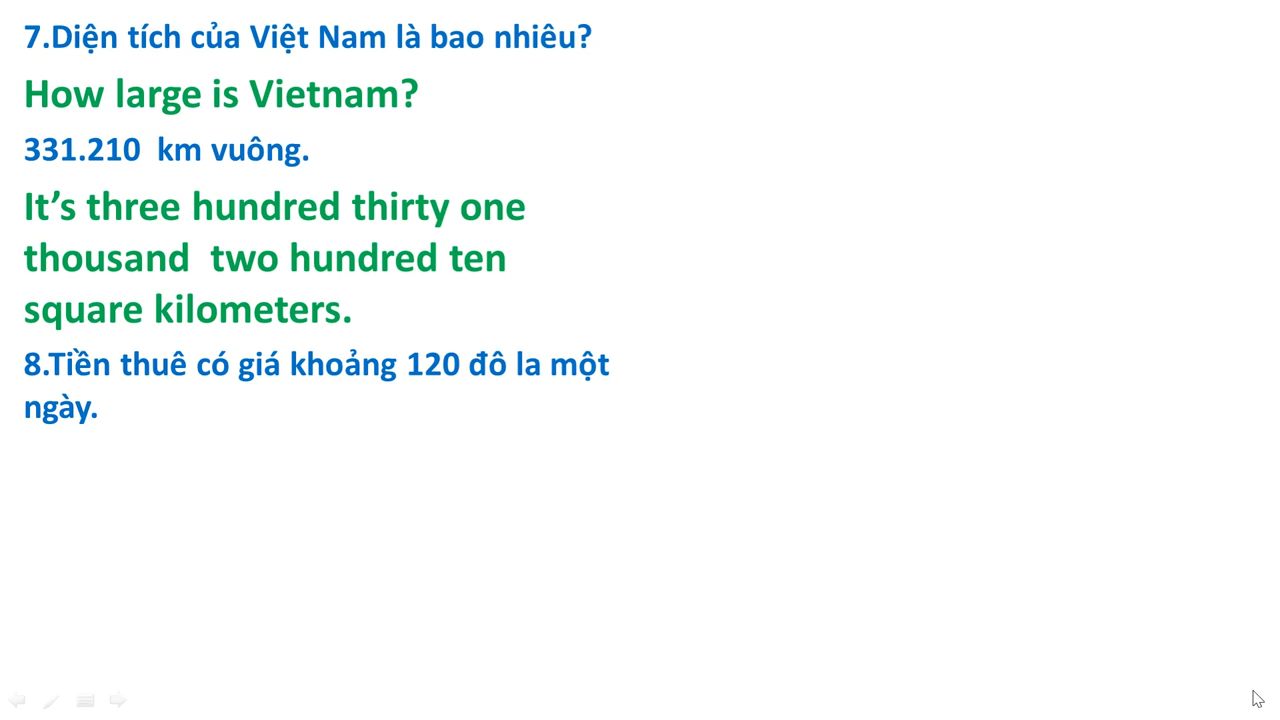 7.Diện tích của Việt Nam là bao nhiêu?
How large is Vietnam?
331.210  km vuông.
It’s three hundred thirty one
thousand  two hundred ten
square kilometers.
8.Tiền thuê có giá khoảng 120 đô la một
ngày.